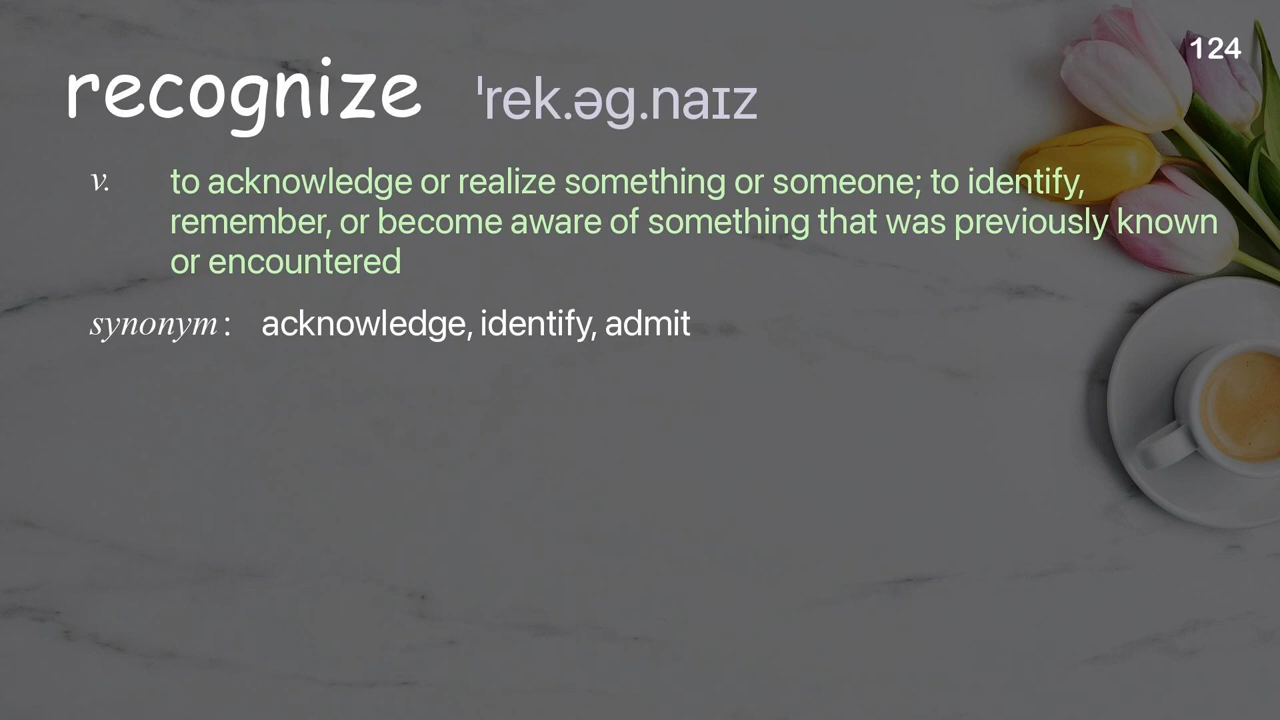 124
recognize ˈrek.əg.naɪz
v. to acknowledge or realize something or someone; to identify,
remember, or become aware of something that was previously known
or encountered
synonym: acknowledge, identify, admit